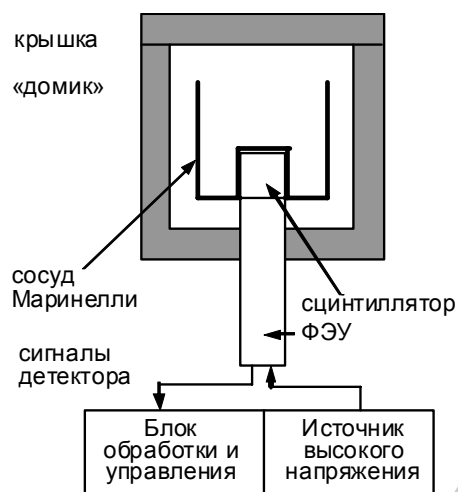 крышка
«домик»
сосуд
Маринелли
сцинтиллятор
ФЭУ
сигналы
детектора
Блок
обработки и
управления
Источник
высокого
напряжения